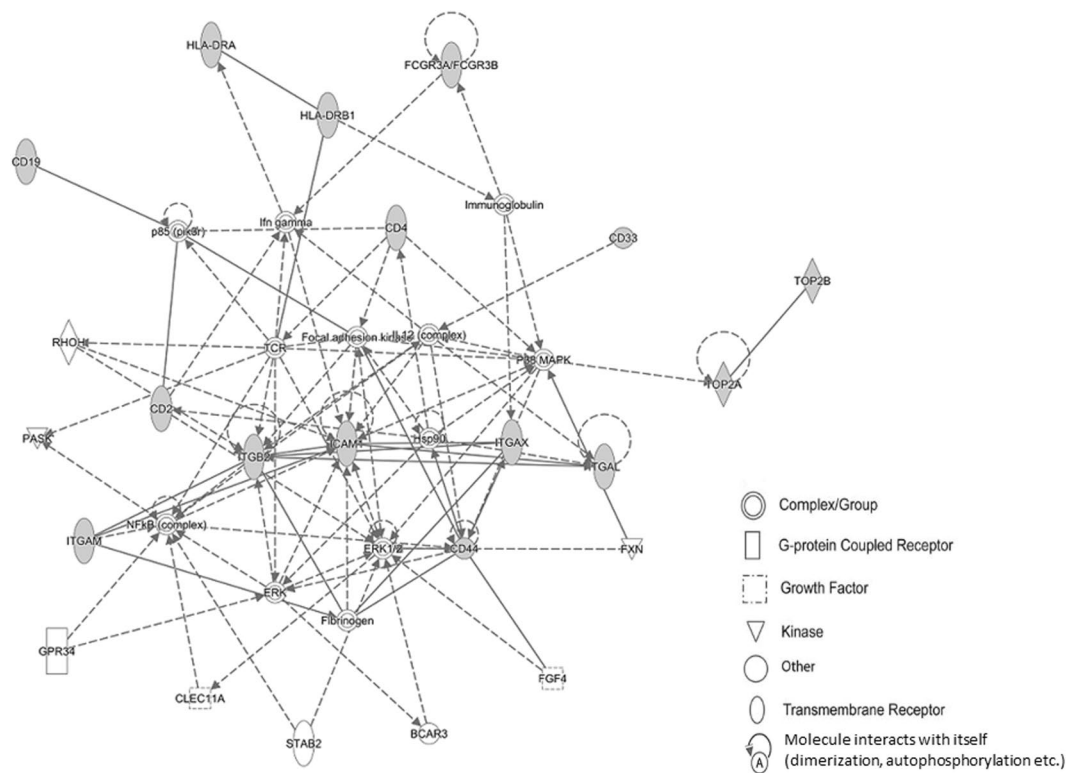 HLA-DRA
FCGR3A/FCGR3B
HLA-DRB1
CD19
Immunoglobulin
p85 (pik3r)
Ifn gamma
CD4
CD33
TOP2B
RHOH
TCR
Focal adhesion kinase
IL12 (complex)
P38 MAPK
TOP2A
CD2
PASK
ITGB2
ICAM1
Hsp90
ITGAX
ITGAL
ITGAM
NFkB (complex)
ERK1/2
CD44
FXN
ERK
Fibrinogen
GPR34
CLEC11A
FGF4
STAB2
BCAR3
Complex/Group
G-protein Coupled Receptor
Growth Factor
Kinase
Other
Transmembrane Receptor
Molecule interacts with itself
A
(dimerization, autophosphorylation etc.)